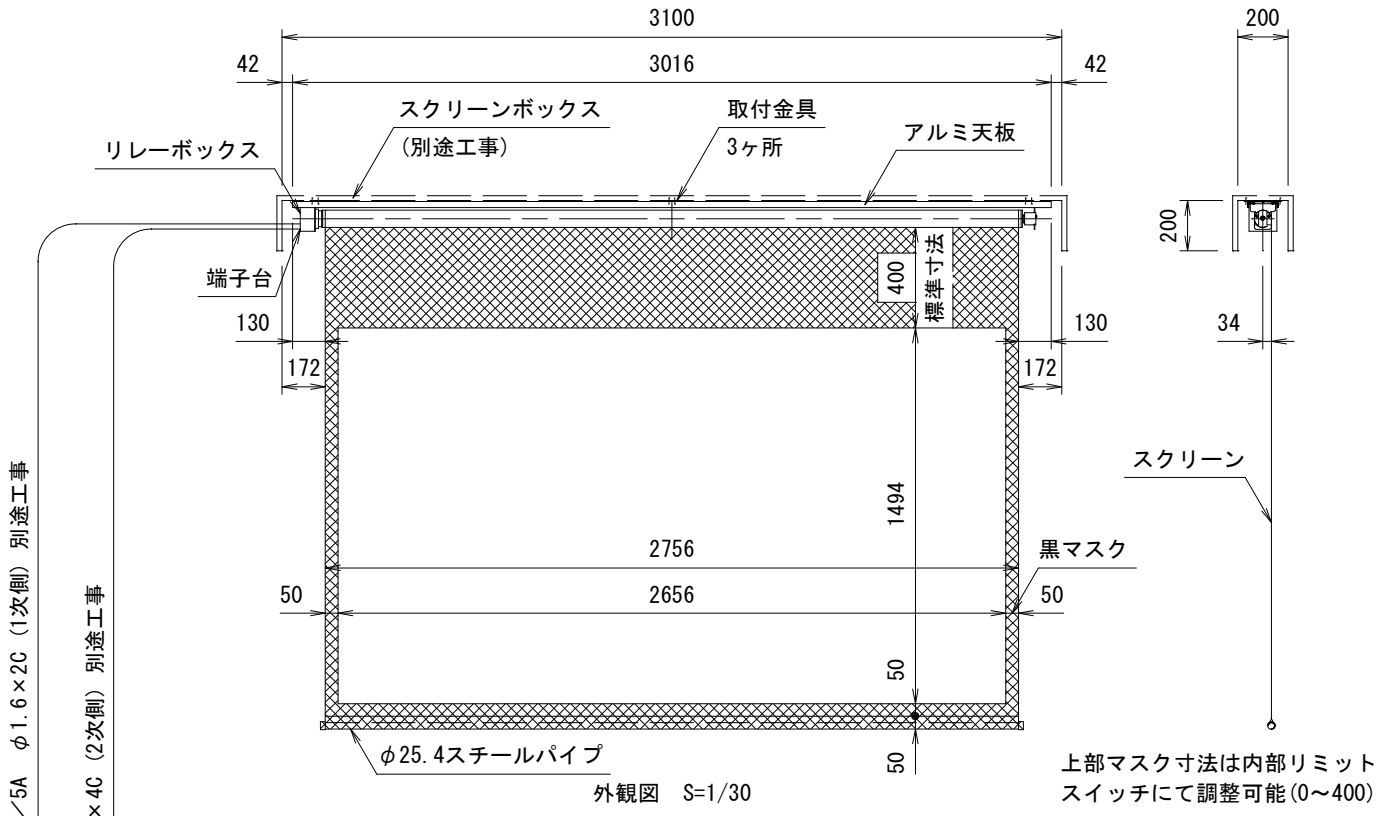 3100
200
42
3016
42
スクリーンボックス
(別途工事)
取付金具
3ヶ所
アルミ天板
リレーボックス
端子台
200
400
標準寸法
130
130
34
172
172
スクリーン
1494
2756
黒マスク
50
2656
50
50
φ25.4スチールパイプ
50
外観図 S=1/30
上部マスク寸法は内部リミット
スイッチにて調整可能(0〜400)
/5A φ1.6×2C (1次側) 別途工事
×4C (2次側) 別途工事